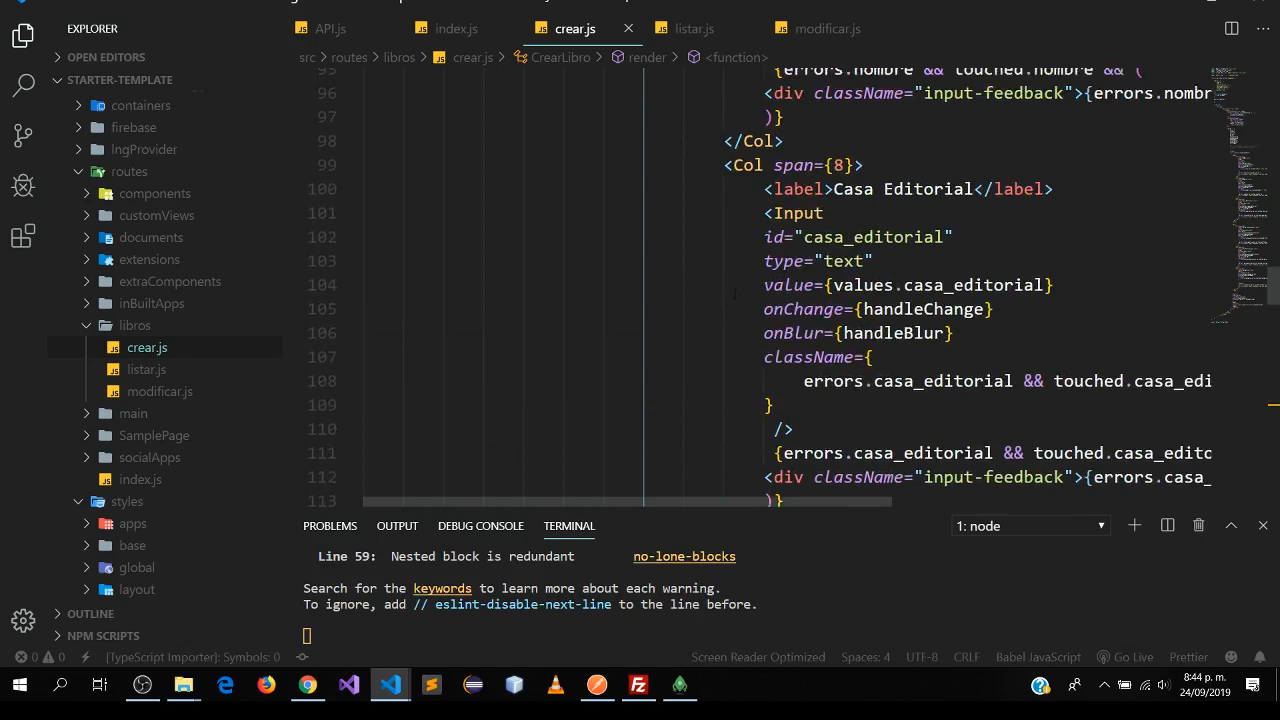 EXPLORER
API.js
index.js
crear.js
listar.js
modificar.js
OPEN EDITORS
src > routes > libros > crear.js > CrearLibro > render > <function>
STARTER-TEMPLATE
containers
firebase
lngProvider
routes
components
customViews
documents
extensions
extraComponents
inBuiltApps
libros
crear.js
listar.js
modificar.js
main
SamplePage
socialApps
index.js
styles
apps
base
global
layout
OUTLINE
NPM SCRIPTS
95 {errors.nombre && touched.nombre && (
96 <div className="input-feedback">{errors.nombr
97 )}
98 </Col>
99 <Col span={8}>
100 <label>Casa Editorial</label>
101 <Input
102 id="casa_editorial"
103 type="text"
104 value={values.casa_editorial}
105 onChange={handleChange}
106 onBlur={handleBlur}
107 className={
108 errors.casa_editorial && touched.casa_edi
109 }
110 />
111 {errors.casa_editorial && touched.casa_editc
112 <div className="input-feedback">{errors.casa_
113 )}
PROBLEMS OUTPUT DEBUG CONSOLE TERMINAL 1: node
Line 59: Nested block is redundant no-lone-blocks
Search for the keywords to learn more about each warning.
To ignore, add // eslint-disable-next-line to the line before.
0 0 [TypeScript Importer]: Symbols: 0 Screen Reader Optimized Spaces: 4 UTF-8 CRLF Babel JavaScript Go Live Prettier
8:44 p. m.
24/09/2019